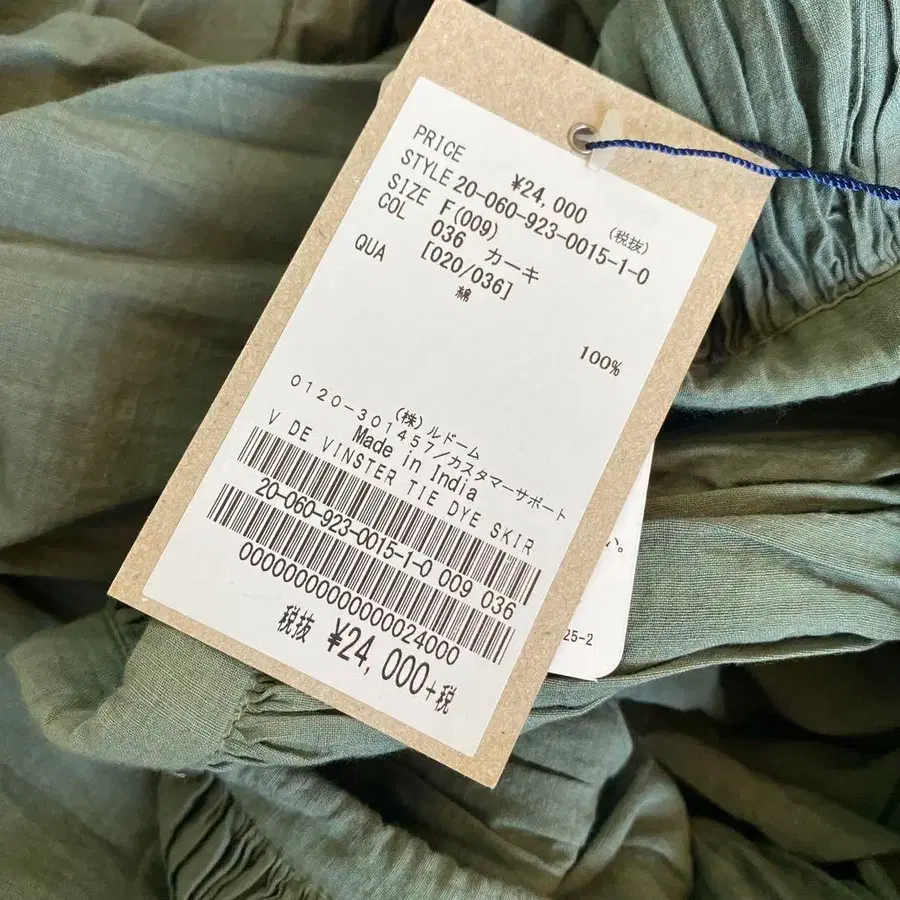 PRICE ¥24,000 (税抜)
STYLE 20-060-923-0015-1-0
SIZE F(009)
COL 036 カーキ
[020/036]
QUA 綿 100%
(株)ルドーム
0120-301457/カスタマーサポート
Made in India
V DE VINSTER TIE DYE SKIR
20-060-923-0015-1-0 009 036
0000000000000024000
税抜 ¥24,000+税
い。
25-2